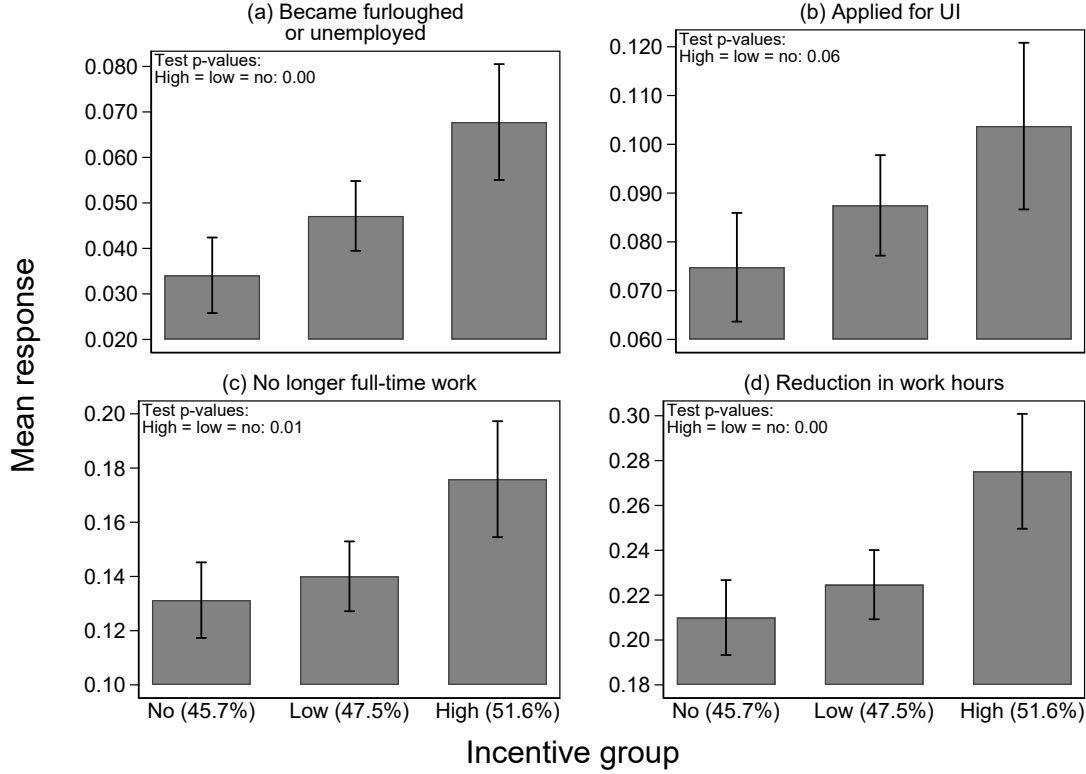 (a) Became furloughed
or unemployed
Test p-values:
High = low = no: 0.00
0.080
0.070
0.060
0.050
0.040
0.030
0.020
(b) Applied for UI
Test p-values:
High = low = no: 0.06
0.120
0.110
0.100
0.090
0.080
0.070
0.060
Mean response
(c) No longer full-time work
Test p-values:
High = low = no: 0.01
0.20
0.18
0.16
0.14
0.12
0.10
No (45.7%) Low (47.5%) High (51.6%)
(d) Reduction in work hours
Test p-values:
High = low = no: 0.00
0.30
0.28
0.26
0.24
0.22
0.20
0.18
No (45.7%) Low (47.5%) High (51.6%)
Incentive group